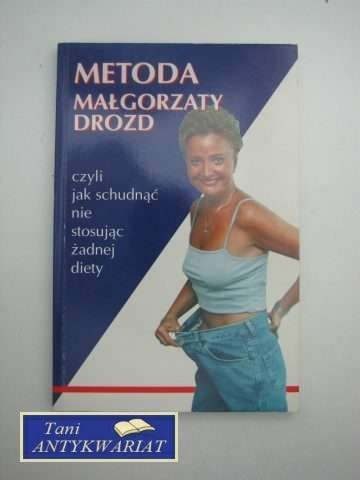 METODA
MAŁGORZATY
DROZD
czyli
jak schudnąć
nie
stosując
żadnej
diety
Tani
ANTYKWARIAT